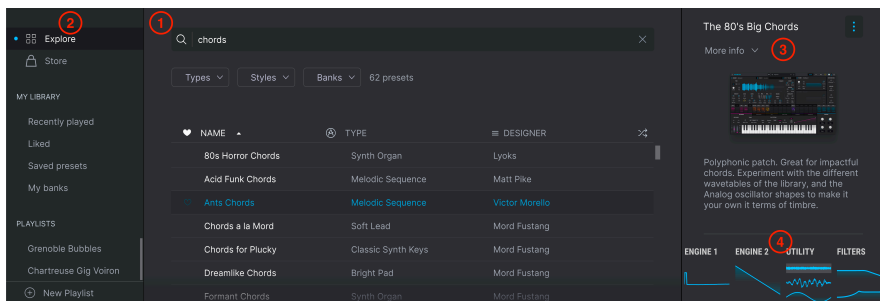 2
Explore
Store
MY LIBRARY
Recently played
Liked
Saved presets
My banks
PLAYLISTS
Grenoble Bubbles
Chartreuse Gig Voiron
New Playlist
1
chords
Types
Styles
Banks
62 presets
NAME TYPE DESIGNER
80s Horror Chords Synth Organ Lyoks
Acid Funk Chords Melodic Sequence Matt Pike
Ants Chords Melodic Sequence Victor Morello
Chords a la Mord Soft Lead Mord Fustang
Chords for Plucky Classic Synth Keys Mord Fustang
Dreamlike Chords Bright Pad Mord Fustang
Formant Chords Synth Organ Mord Fustang
The 80's Big Chords
More info
3
Polyphonic patch. Great for impactful
chords. Experiment with the different
wavetables of the library, and the
Analog oscillator shapes to make it
your own it terms of timbre.
4
ENGINE 1 ENGINE 2 UTILITY FILTERS